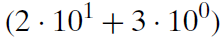 (2 · 10¹ + 3 · 10⁰)